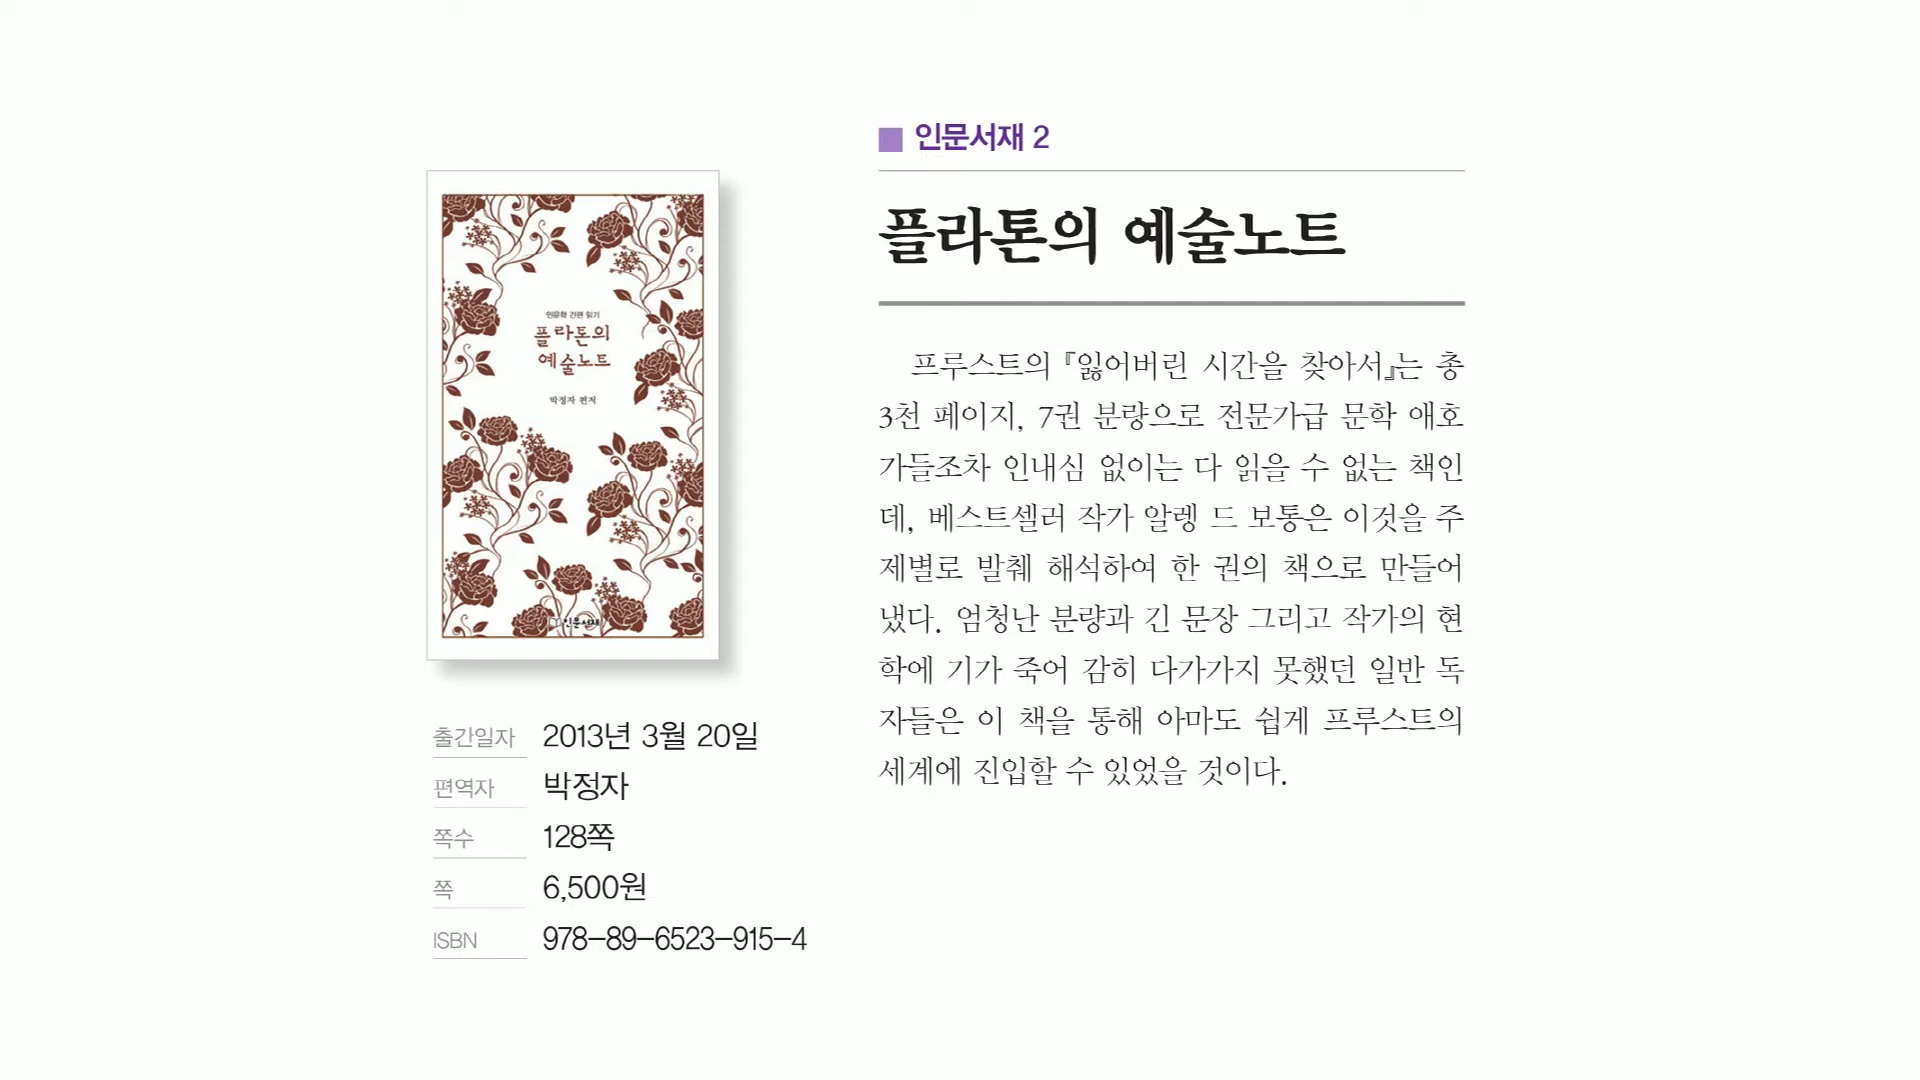 인문학 간편 읽기
플라톤의
예술노트
박정자 편저
인문서재
출간일자 2013년 3월 20일
편역자 박정자
쪽수 128쪽
쪽 6,500원
ISBN 978-89-6523-915-4
인문서재 2
플라톤의 예술노트
프루스트의 『잃어버린 시간을 찾아서』는 총
3천 페이지, 7권 분량으로 전문가급 문학 애호
가들조차 인내심 없이는 다 읽을 수 없는 책인
데, 베스트셀러 작가 알렝 드 보통은 이것을 주
제별로 발췌 해석하여 한 권의 책으로 만들어
냈다. 엄청난 분량과 긴 문장 그리고 작가의 현
학에 기가 죽어 감히 다가가지 못했던 일반 독
자들은 이 책을 통해 아마도 쉽게 프루스트의
세계에 진입할 수 있었을 것이다.